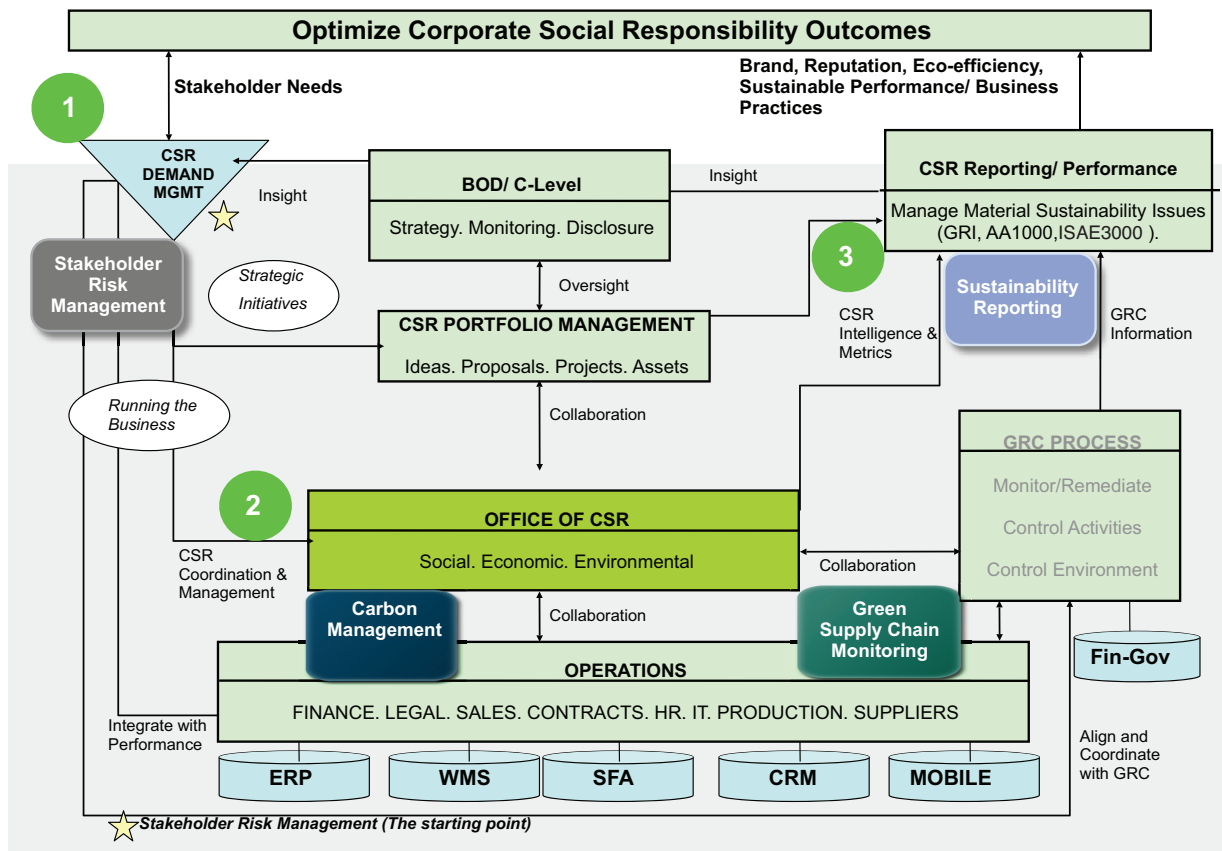 Optimize Corporate Social Responsibility Outcomes
Stakeholder Needs
Brand, Reputation, Eco-efficiency,
Sustainable Performance/ Business
Practices
1
CSR
DEMAND
MGMT
Insight
BOD/ C-Level
Strategy. Monitoring. Disclosure
Insight
CSR Reporting/ Performance
Manage Material Sustainability Issues
(GRI, AA1000,ISAE3000 ).
3
Stakeholder
Risk
Management
Strategic
Initiatives
Oversight
CSR PORTFOLIO MANAGEMENT
Ideas. Proposals. Projects. Assets
CSR
Intelligence &
Metrics
Sustainability
Reporting
GRC
Information
Running the
Business
Collaboration
GRC PROCESS
Monitor/Remediate
Control Activities
Control Environment
2
OFFICE OF CSR
Social. Economic. Environmental
CSR
Coordination &
Management
Collaboration
Carbon
Management
Collaboration
Green
Supply Chain
Monitoring
Fin-Gov
OPERATIONS
FINANCE. LEGAL. SALES. CONTRACTS. HR. IT. PRODUCTION. SUPPLIERS
Integrate with
Performance
Align and
Coordinate
with GRC
ERP
WMS
SFA
CRM
MOBILE
Stakeholder Risk Management (The starting point)